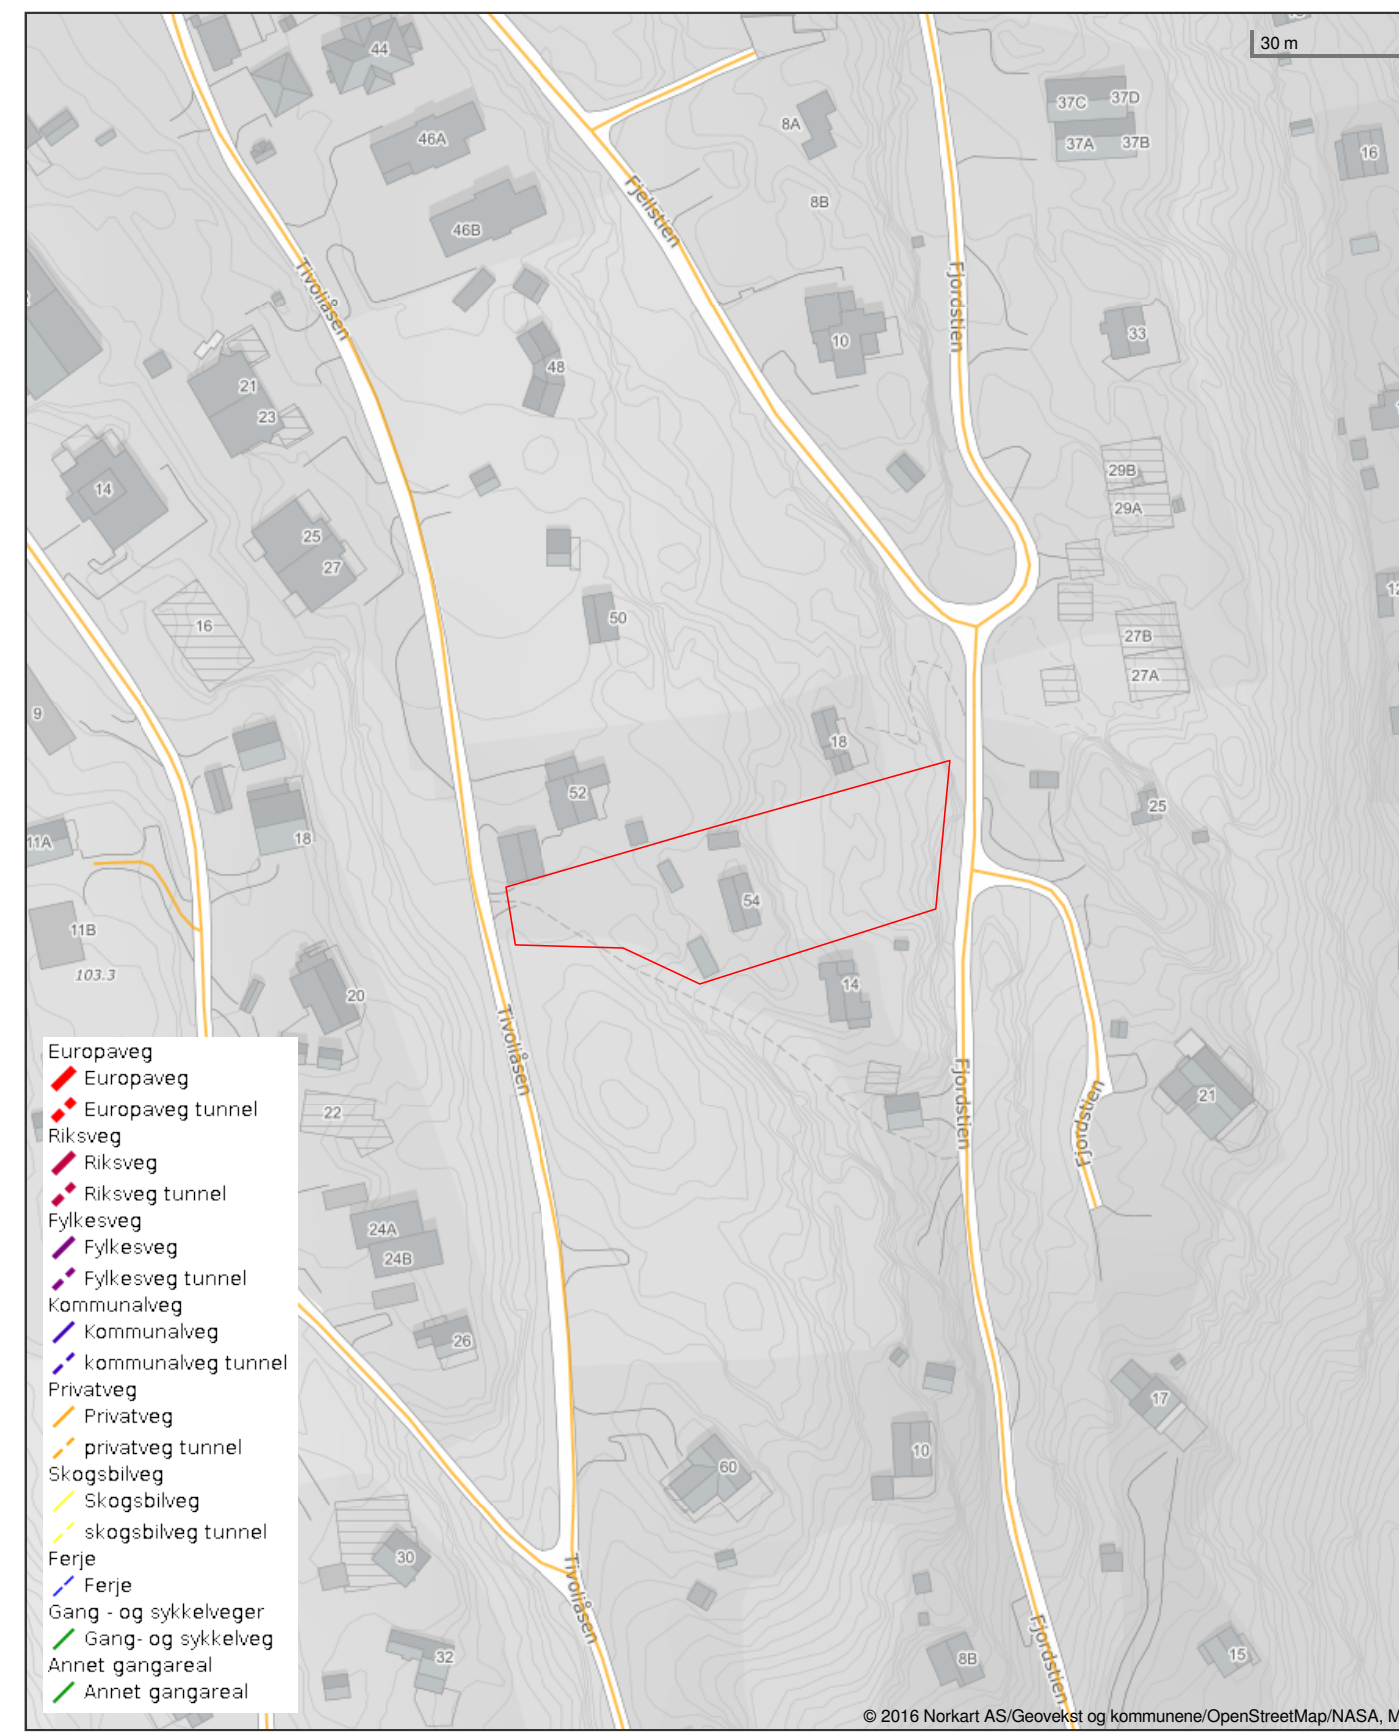 30 m
44
46A
46B
8A
8B
37C
37D
37A
37B
16
Tivoliåsen
Fjellstien
Fjordstien
10
33
48
21
23
14
25
27
16
50
29B
29A
27B
27A
9
18
52
18
25
11A
54
11B
103.3
20
14
Tivoliåsen
Fjordstien
Fjordstien
21
22
24A
24B
26
17
10
60
30
Tivoliåsen
32
8B
15
Fjordstien
Europaveg
Europaveg
Europaveg tunnel
Riksveg
Riksveg
Riksveg tunnel
Fylkesveg
Fylkesveg
Fylkesveg tunnel
Kommunalveg
Kommunalveg
kommunalveg tunnel
Privatveg
Privatveg
privatveg tunnel
Skogsbilveg
Skogsbilveg
skogsbilveg tunnel
Ferje
Ferje
Gang - og sykkelveger
Gang- og sykkelveg
Annet gangareal
Annet gangareal
© 2016 Norkart AS/Geovekst og kommunene/OpenStreetMap/NASA, M